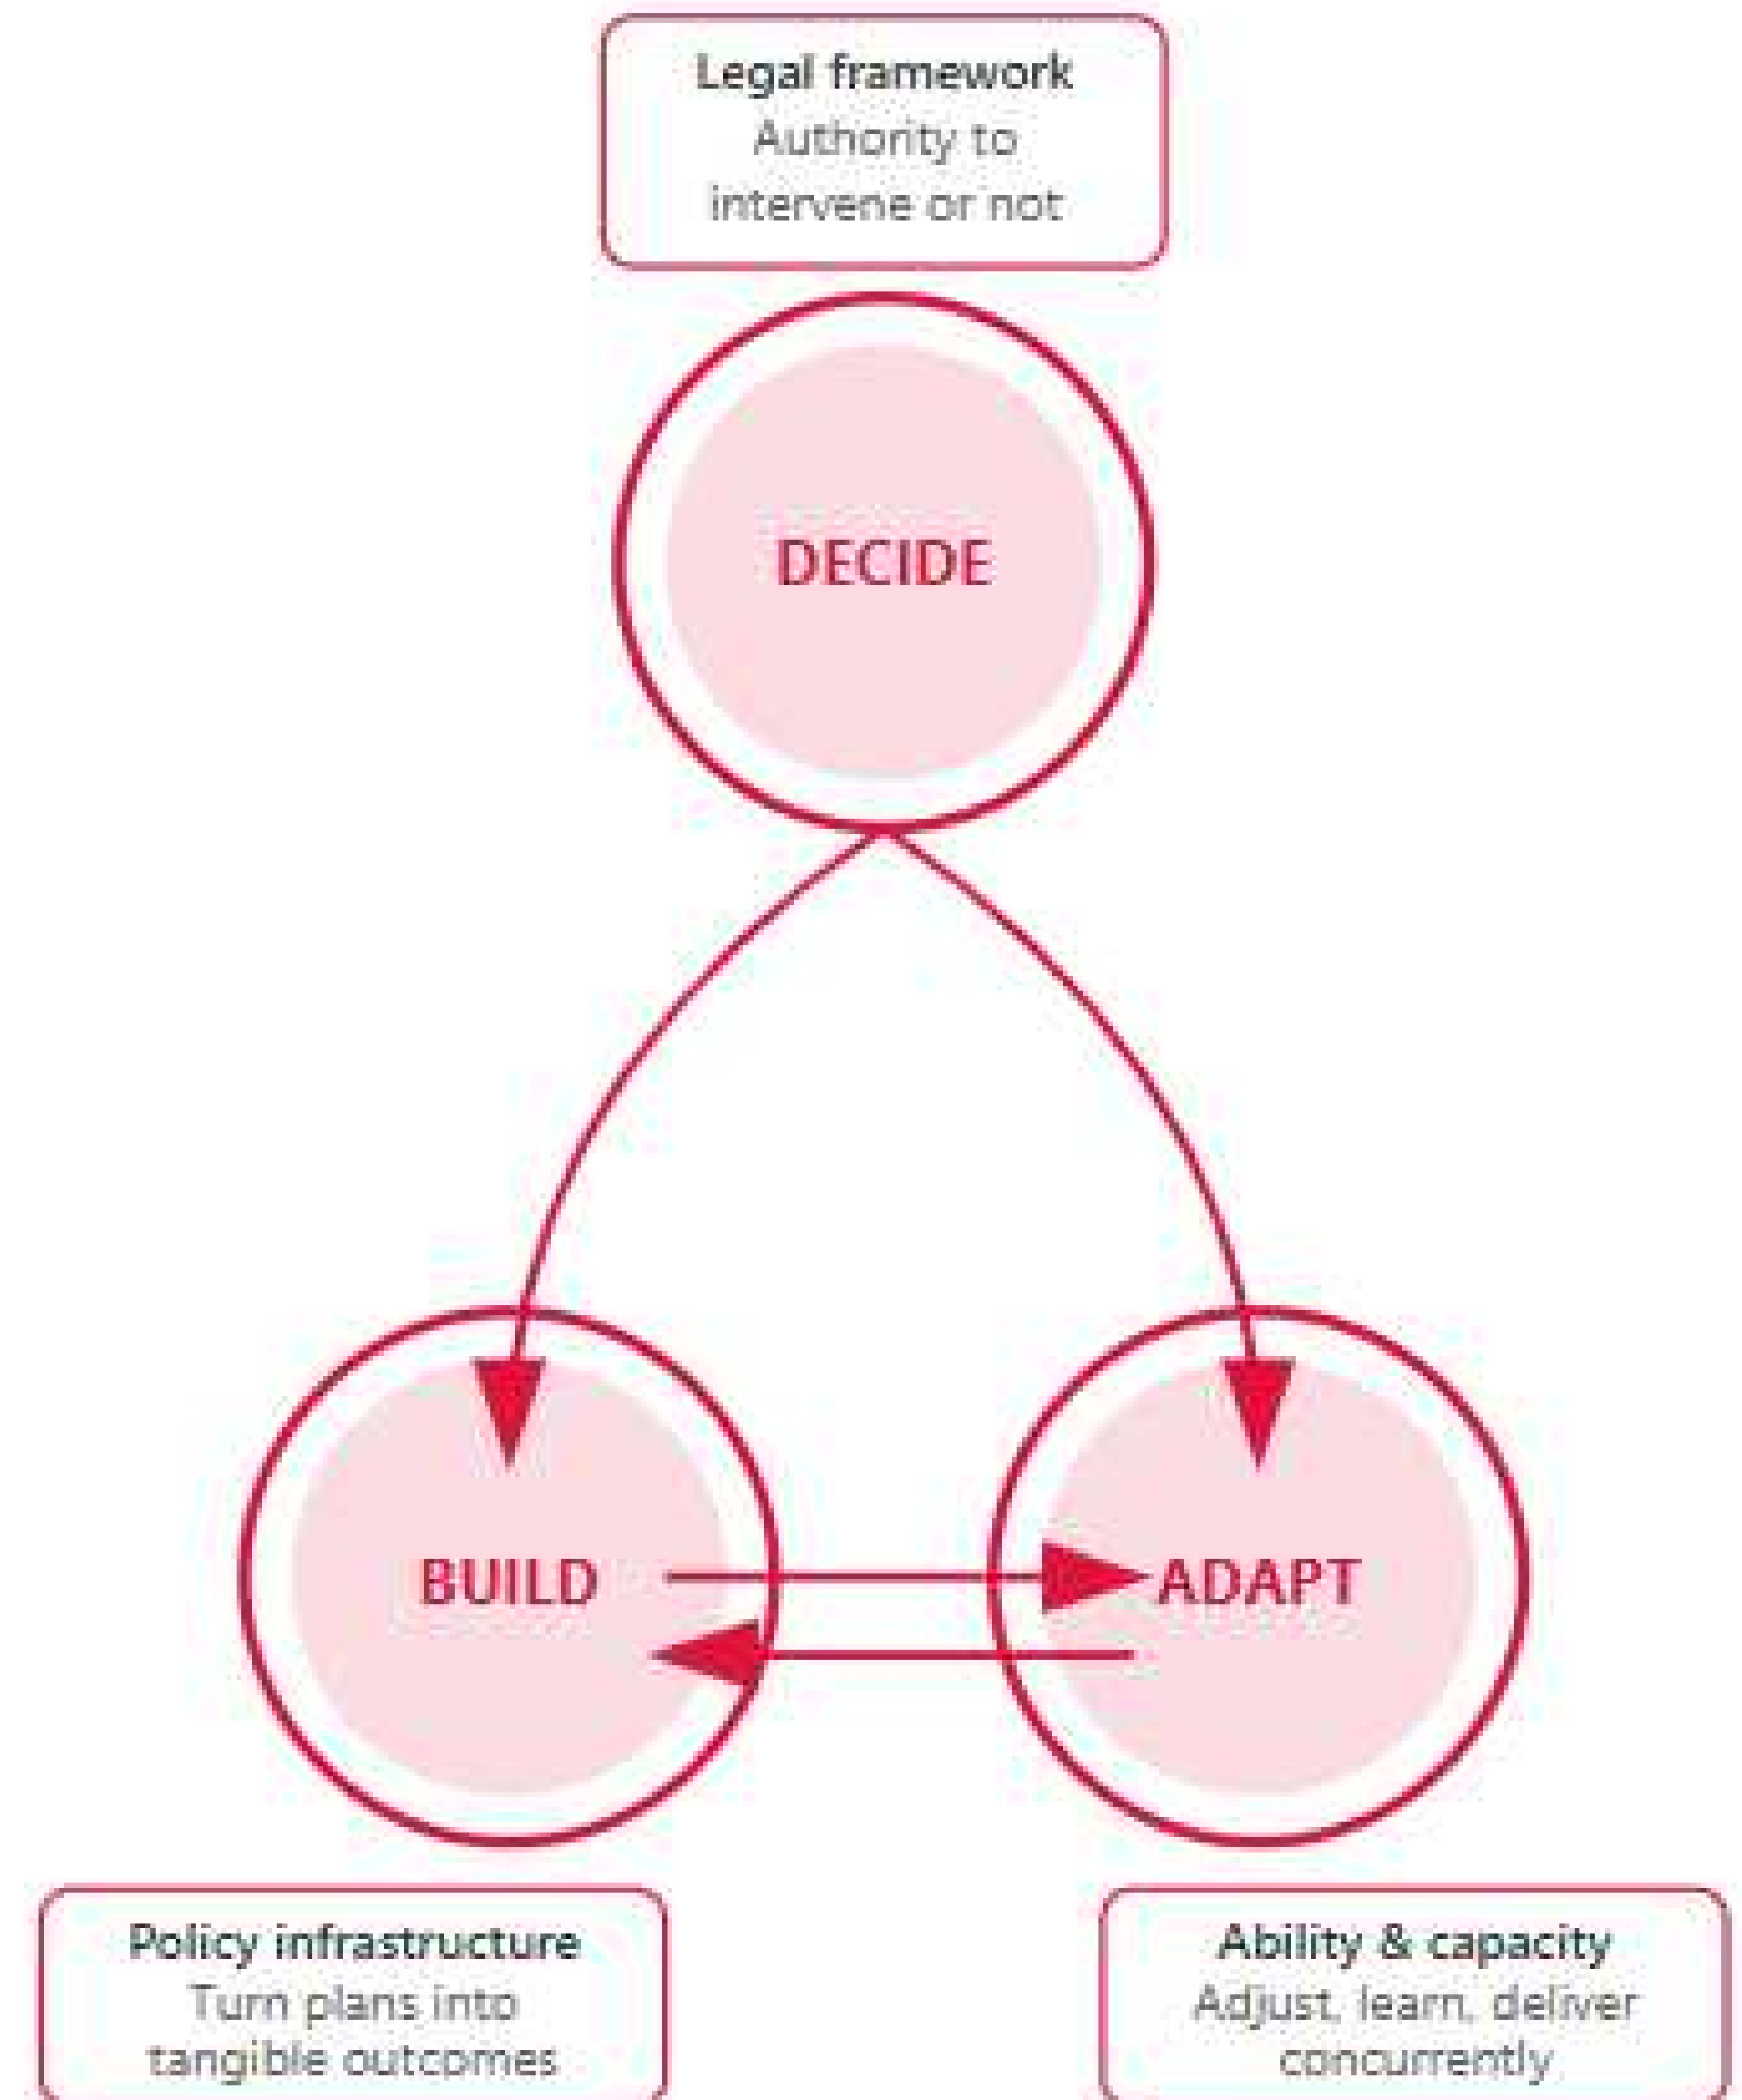 Legal framework
Authority to
intervene or not
DECIDE
BUILD
ADAPT
Policy infrastructure
Turn plans into
tangible outcomes
Ability & capacity
Adjust, learn, deliver
concurrently